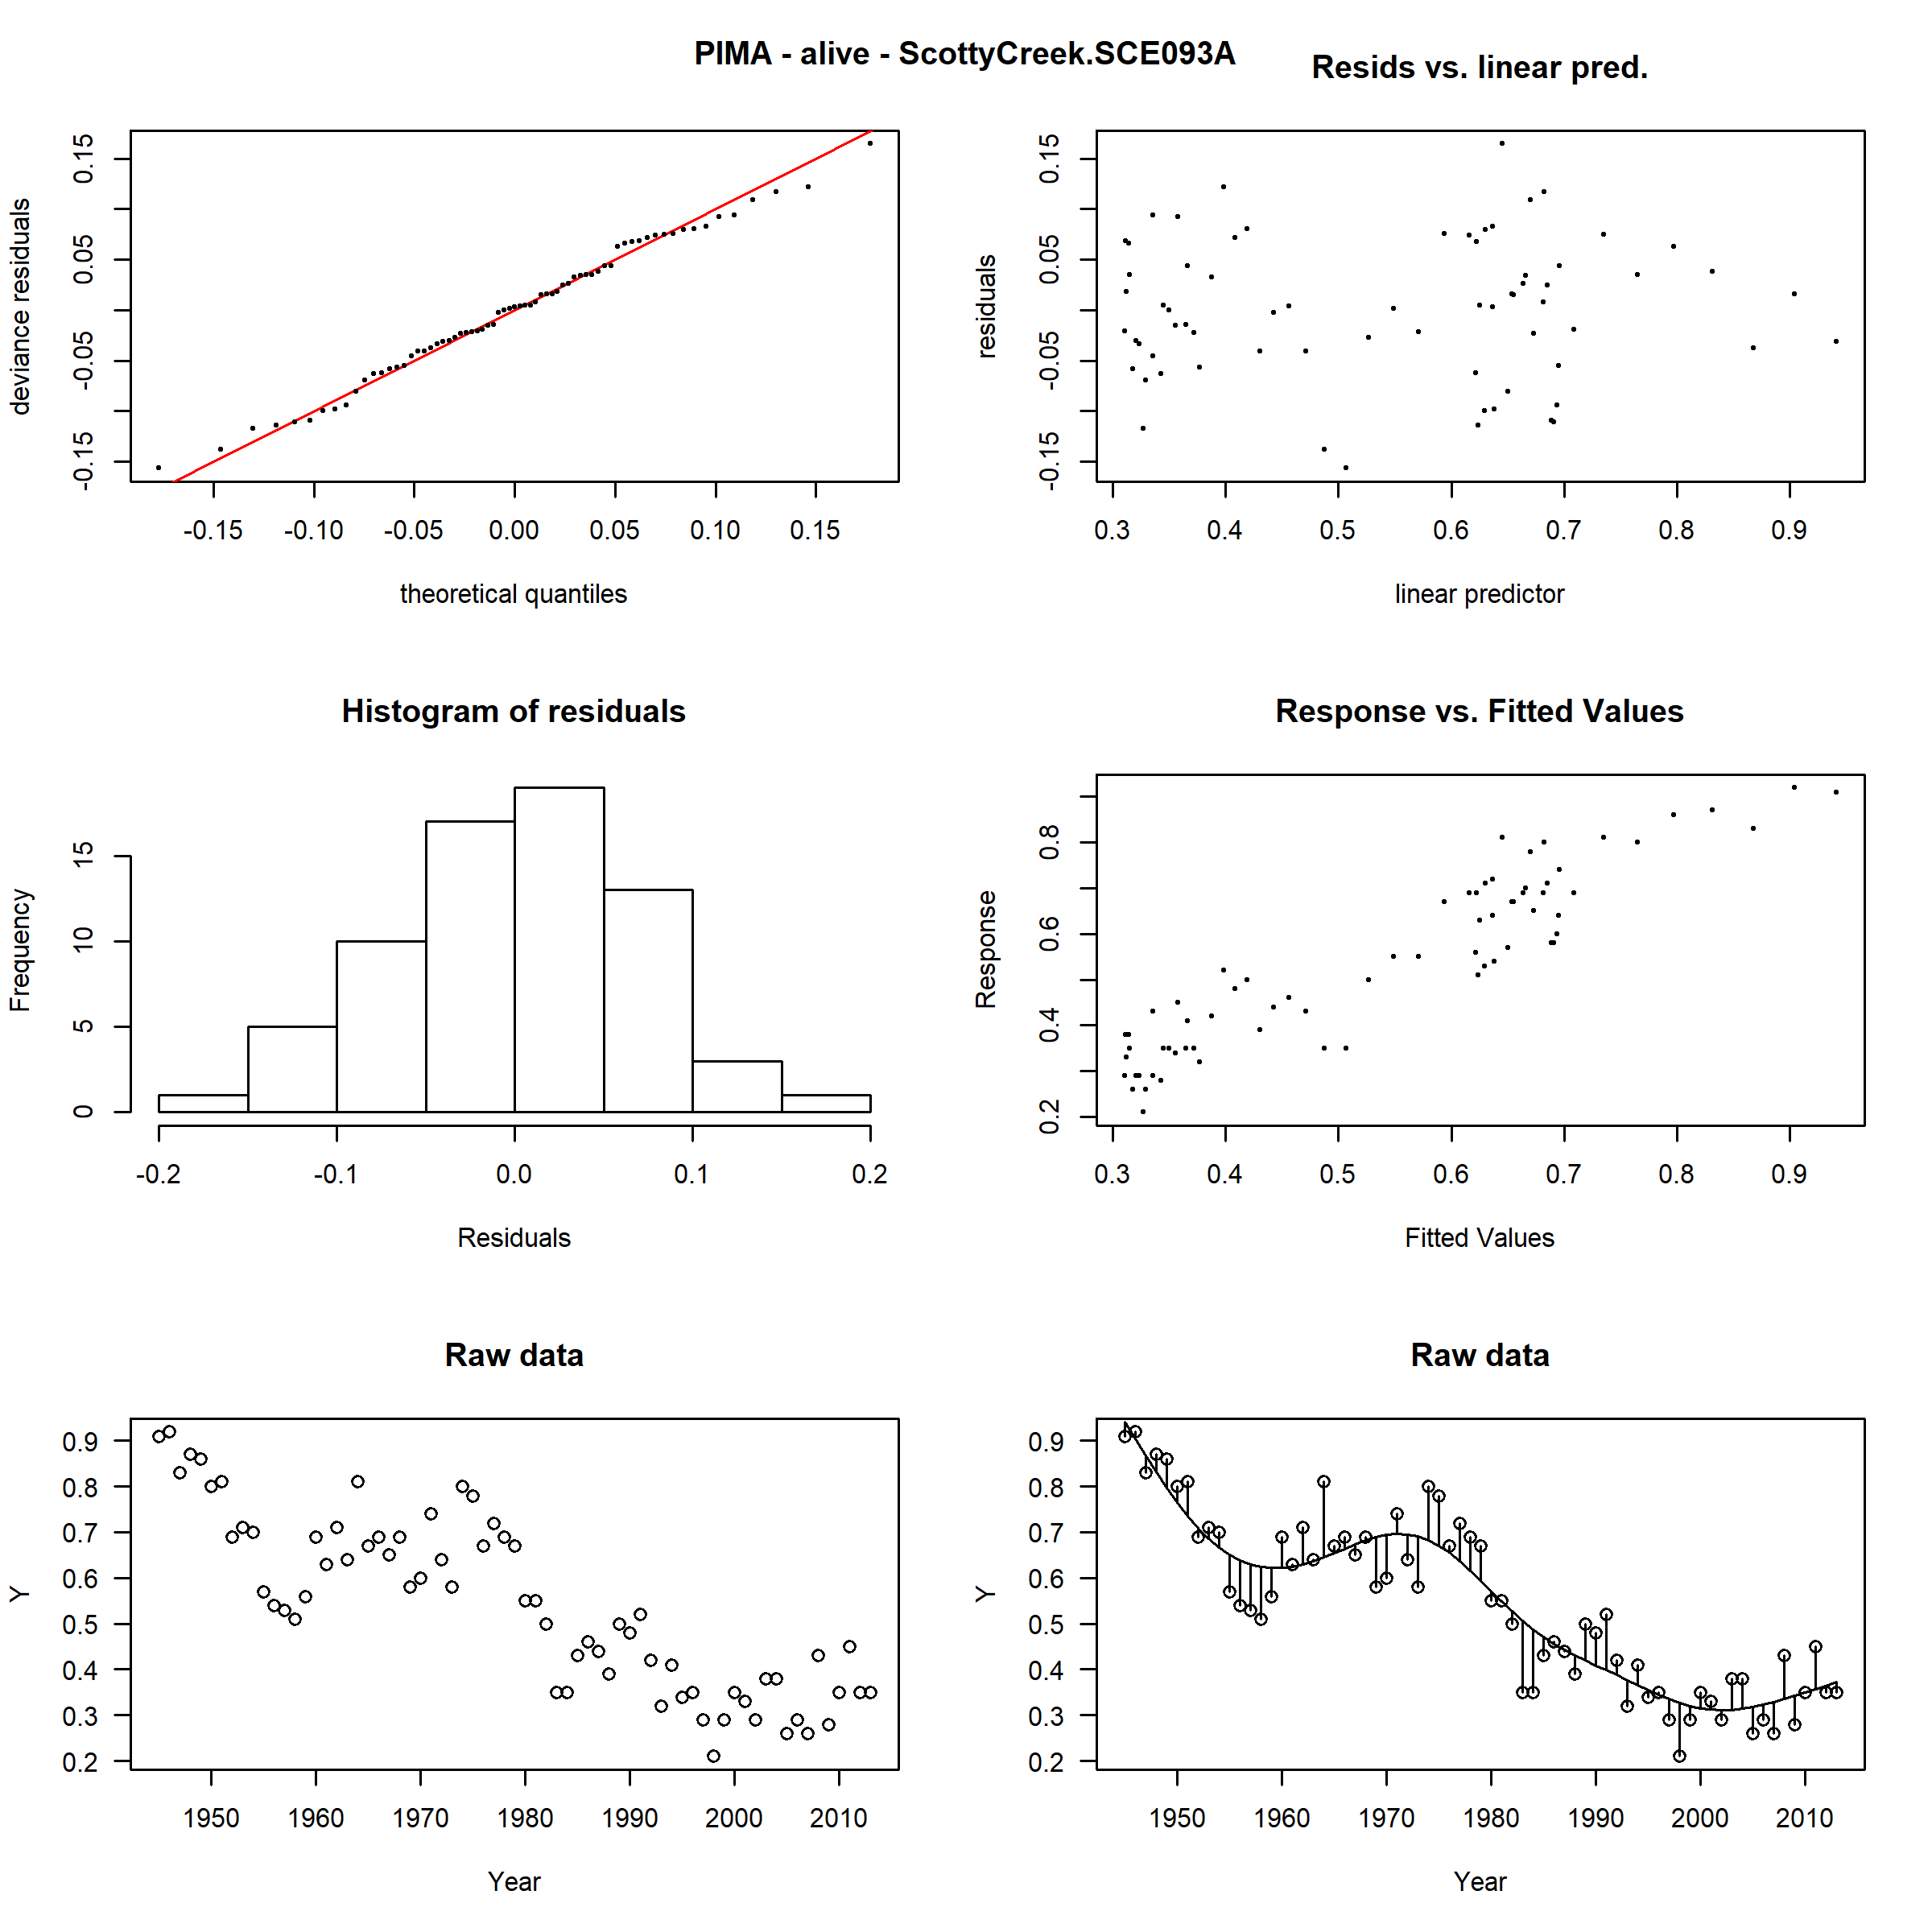 PIMA - alive - ScottyCreek.SCE093A
Resids vs. linear pred.
deviance residuals
-0.15 -0.05 0.05 0.15
-0.15 -0.10 -0.05 0.00 0.05 0.10 0.15
theoretical quantiles
residuals
-0.15 -0.05 0.05 0.15
0.3 0.4 0.5 0.6 0.7 0.8 0.9
linear predictor
Histogram of residuals
Frequency
0 5 10 15
-0.2 -0.1 0.0 0.1 0.2
Residuals
Response vs. Fitted Values
Response
0.2 0.4 0.6 0.8
0.3 0.4 0.5 0.6 0.7 0.8 0.9
Fitted Values
Raw data
Y
0.9
0.8
0.7
0.6
0.5
0.4
0.3
0.2
1950 1960 1970 1980 1990 2000 2010
Year
Raw data
Y
0.9
0.8
0.7
0.6
0.5
0.4
0.3
0.2
1950 1960 1970 1980 1990 2000 2010
Year